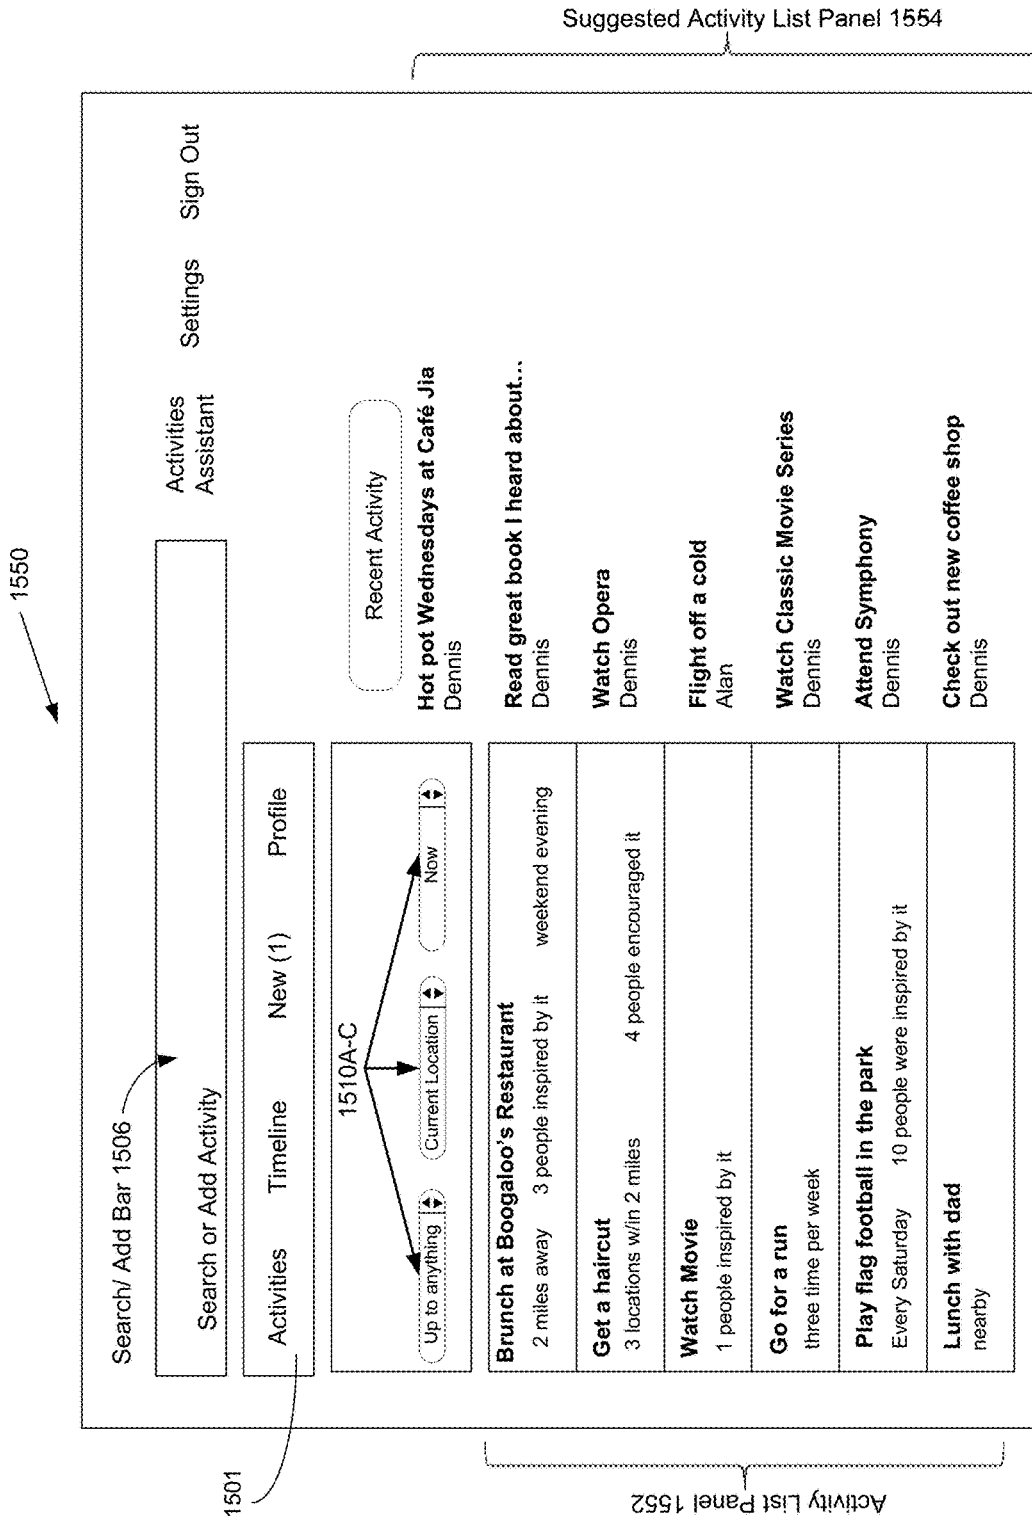 1550
Search/ Add Bar 1506
Search or Add Activity
Activities
Assistant
Settings
Sign Out
1501
Activities
Timeline
New (1)
Profile
1510A-C
Up to anything
Current Location
Now
Recent Activity
Activity List Panel 1552
Brunch at Boogaloo's Restaurant
2 miles away 3 people inspired by it weekend evening
Get a haircut
3 locations w/in 2 miles 4 people encouraged it
Watch Movie
1 people inspired by it
Go for a run
three time per week
Play flag football in the park
Every Saturday 10 people were inspired by it
Lunch with dad
nearby
Suggested Activity List Panel 1554
Hot pot Wednesdays at Café Jia
Dennis
Read great book I heard about...
Dennis
Watch Opera
Dennis
Flight off a cold
Alan
Watch Classic Movie Series
Dennis
Attend Symphony
Dennis
Check out new coffee shop
Dennis